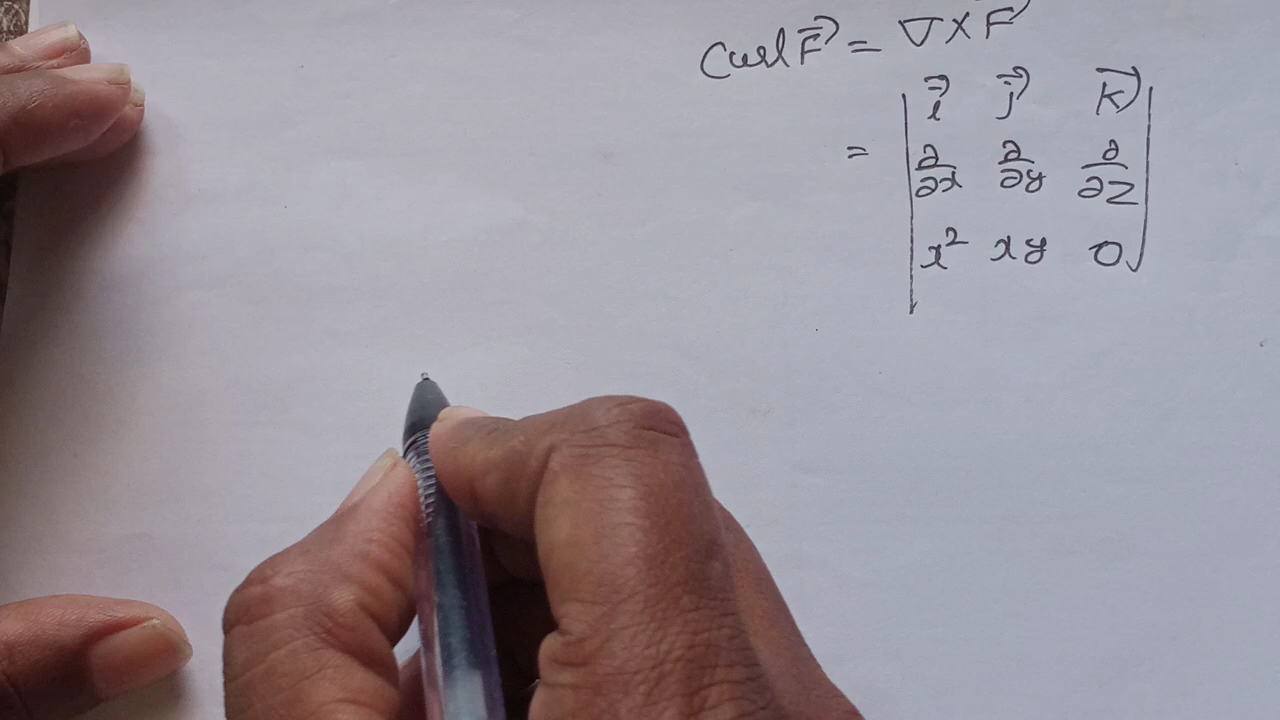 Curl F⃗ = ∇ X F⃗
= | i⃗ j⃗ k⃗ |
| ∂/∂x ∂/∂y ∂/∂z |
| x² xy 0 |